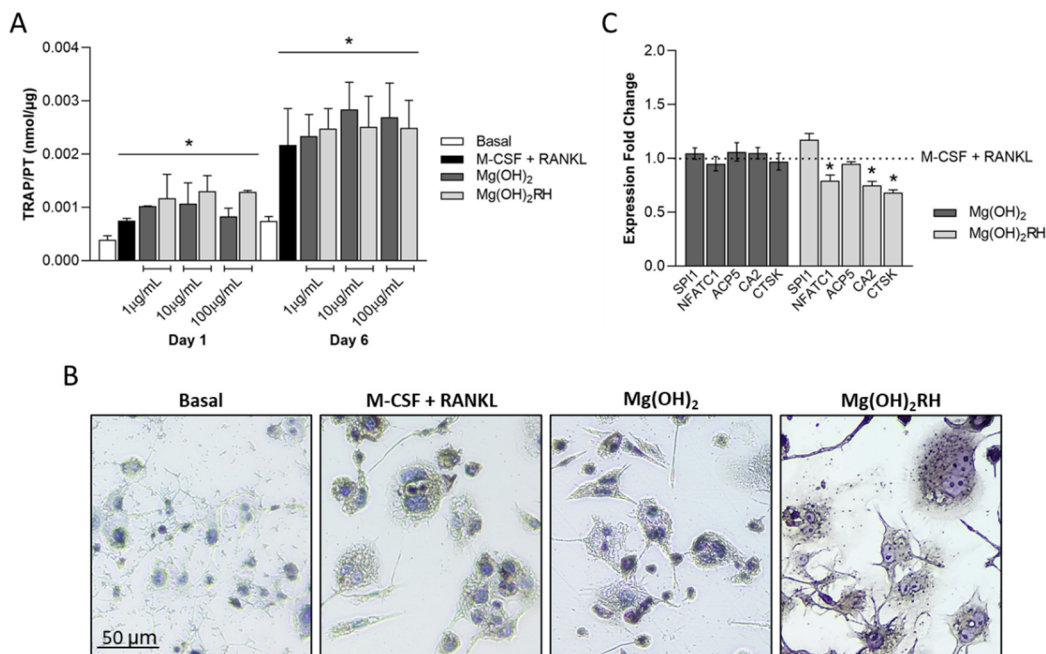 A
TRAP/PT (nmol/µg)
0.004
0.003
0.002
0.001
0.000
*
*
1µg/mL
10µg/mL
100µg/mL
1µg/mL
10µg/mL
100µg/mL
Day 1
Day 6
Basal
M-CSF + RANKL
Mg(OH)₂
Mg(OH)₂RH
C
Expression Fold Change
2.0
1.5
1.0
0.5
0.0
M-CSF + RANKL
* * *
SPI1
NFATC1
ACP5
CA2
CTSK
SPI1
NFATC1
ACP5
CA2
CTSK
Mg(OH)₂
Mg(OH)₂RH
B
Basal
M-CSF + RANKL
Mg(OH)₂
Mg(OH)₂RH
50 µm